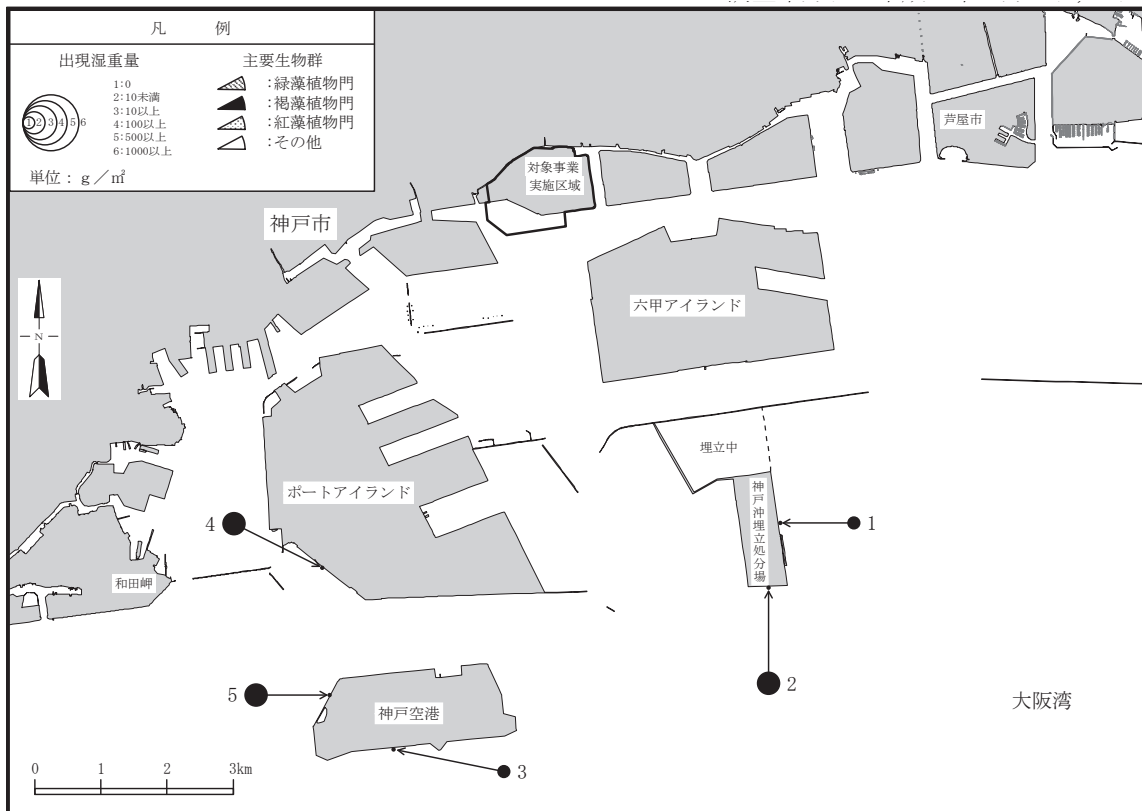 凡 例
出現湿重量
1:0
2:10未満
3:10以上
4:100以上
5:500以上
6:1000以上
1 2 3 4 5 6
単位：g／㎡
主要生物群
：緑藻植物門
：褐藻植物門
：紅藻植物門
：その他
芦屋市
対象事業
実施区域
神戸市
六甲アイランド
N
埋立中
ポートアイランド
神戸沖埋立処分場
4
1
和田岬
2
5
神戸空港
大阪湾
3
0 1 2 3km